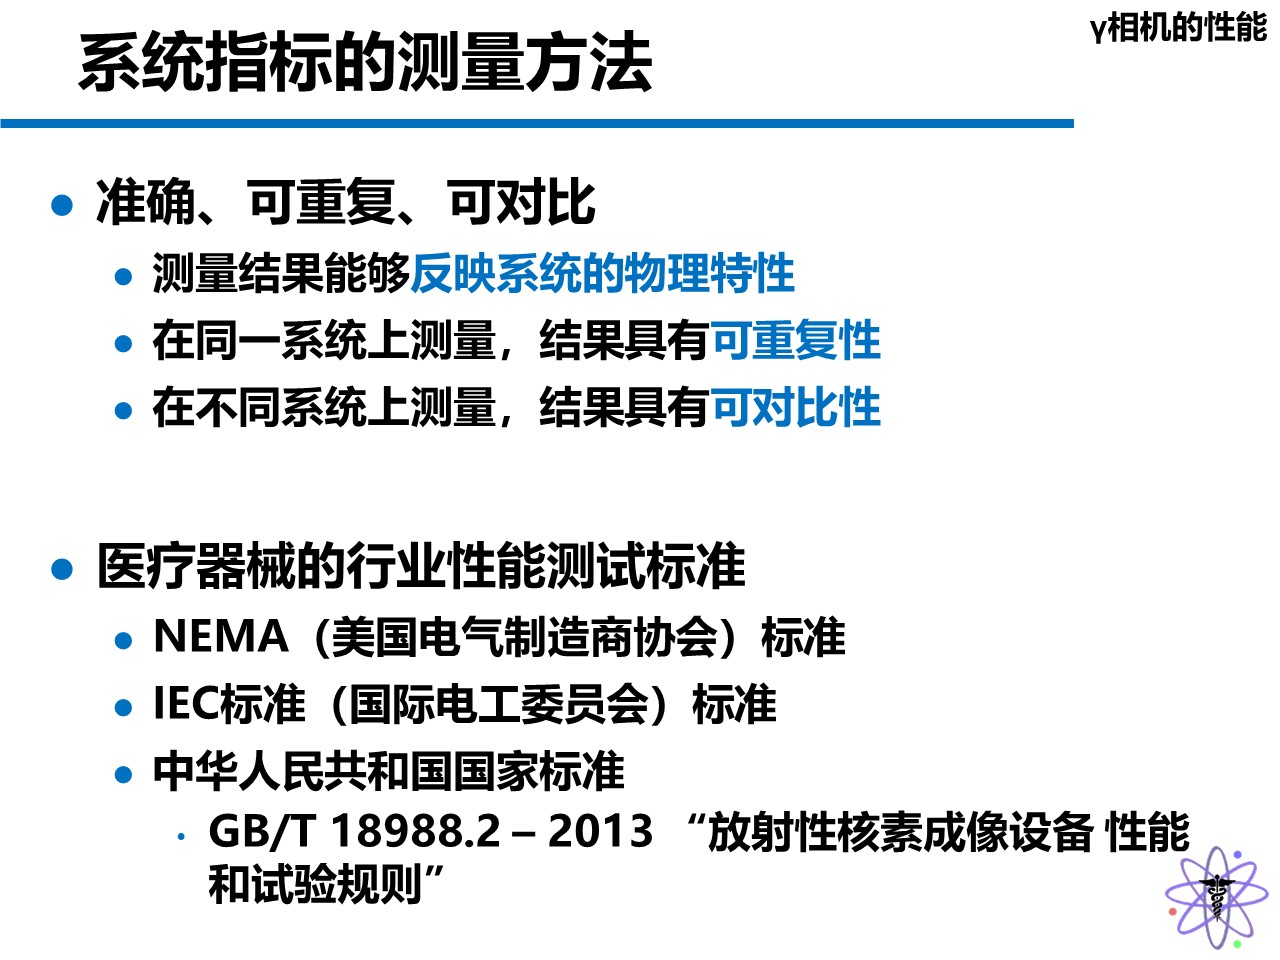 γ相机的性能
系统指标的测量方法
准确、可重复、可对比
测量结果能够反映系统的物理特性
在同一系统上测量，结果具有可重复性
在不同系统上测量，结果具有可对比性
医疗器械的行业性能测试标准
NEMA（美国电气制造商协会）标准
IEC标准（国际电工委员会）标准
中华人民共和国国家标准
GB/T 18988.2 – 2013 “放射性核素成像设备 性能
和试验规则”